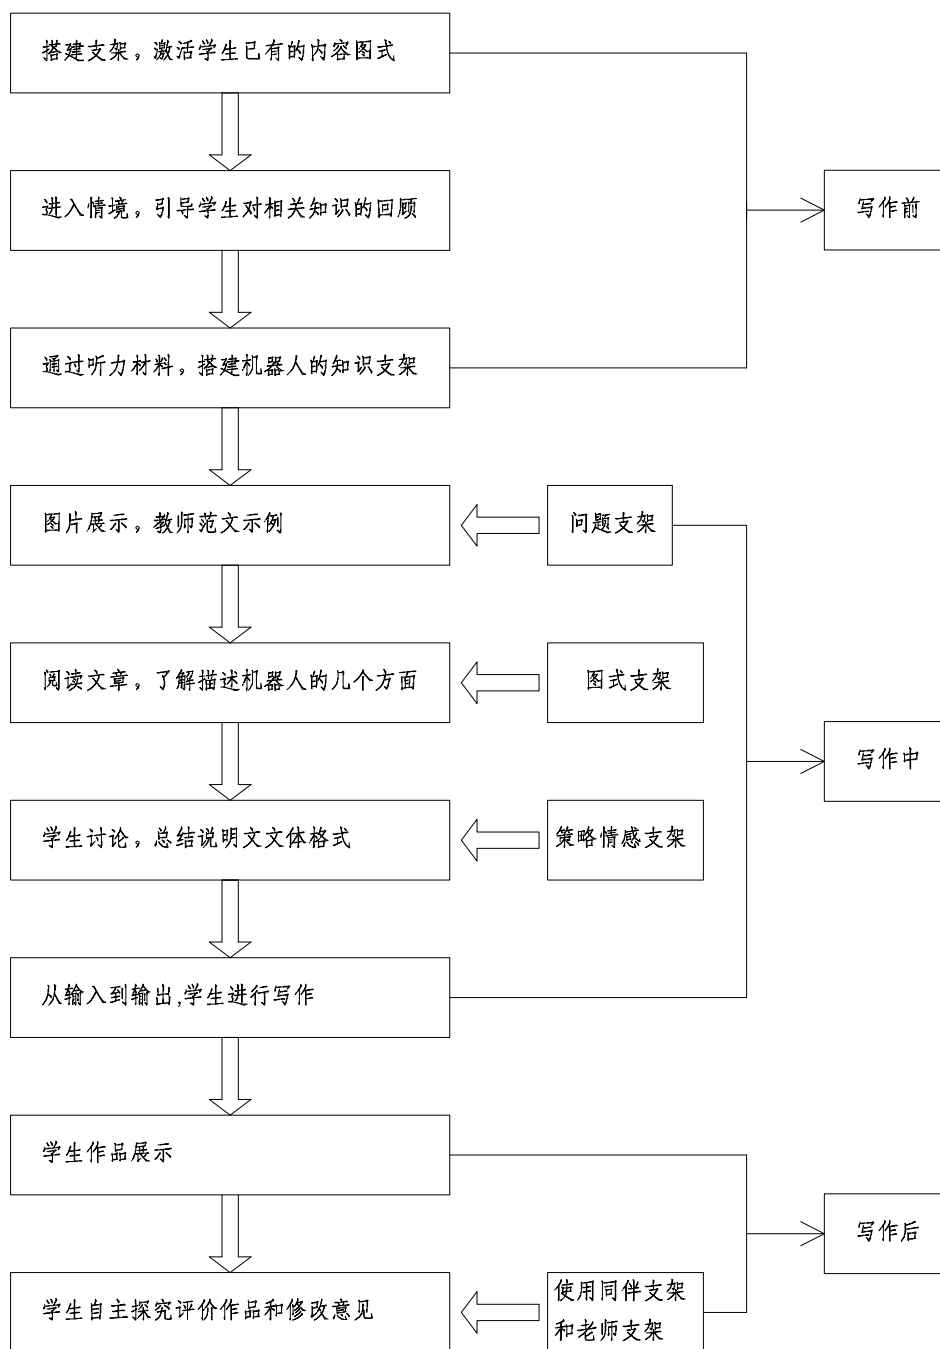 搭建支架，激活学生已有的内容图式
进入情境，引导学生对相关知识的回顾
写作前
通过听力材料，搭建机器人的知识支架
图片展示，教师范文示例
问题支架
阅读文章，了解描述机器人的几个方面
图式支架
写作中
学生讨论，总结说明文文体格式
策略情感支架
从输入到输出,学生进行写作
学生作品展示
写作后
学生自主探究评价作品和修改意见
使用同伴支架
和老师支架